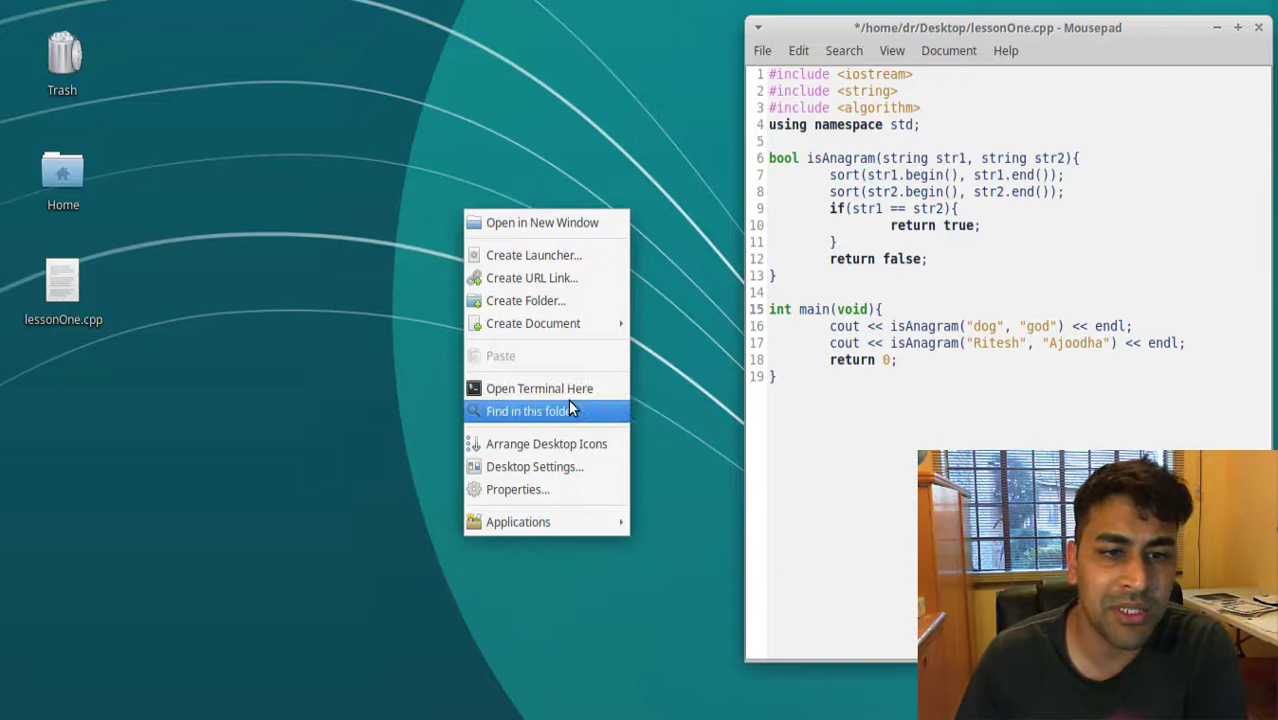 Trash
Home
lessonOne.cpp
Open in New Window
Create Launcher...
Create URL Link...
Create Folder...
Create Document
Paste
Open Terminal Here
Find in this folder
Arrange Desktop Icons
Desktop Settings...
Properties...
Applications
*/home/dr/Desktop/lessonOne.cpp - Mousepad
File Edit Search View Document Help
1 #include <iostream>
2 #include <string>
3 #include <algorithm>
4 using namespace std;
5
6 bool isAnagram(string str1, string str2){
7 sort(str1.begin(), str1.end());
8 sort(str2.begin(), str2.end());
9 if(str1 == str2){
10 return true;
11 }
12 return false;
13 }
14
15 int main(void){
16 cout << isAnagram("dog", "god") << endl;
17 cout << isAnagram("Ritesh", "Ajoodha") << endl;
18 return 0;
19 }